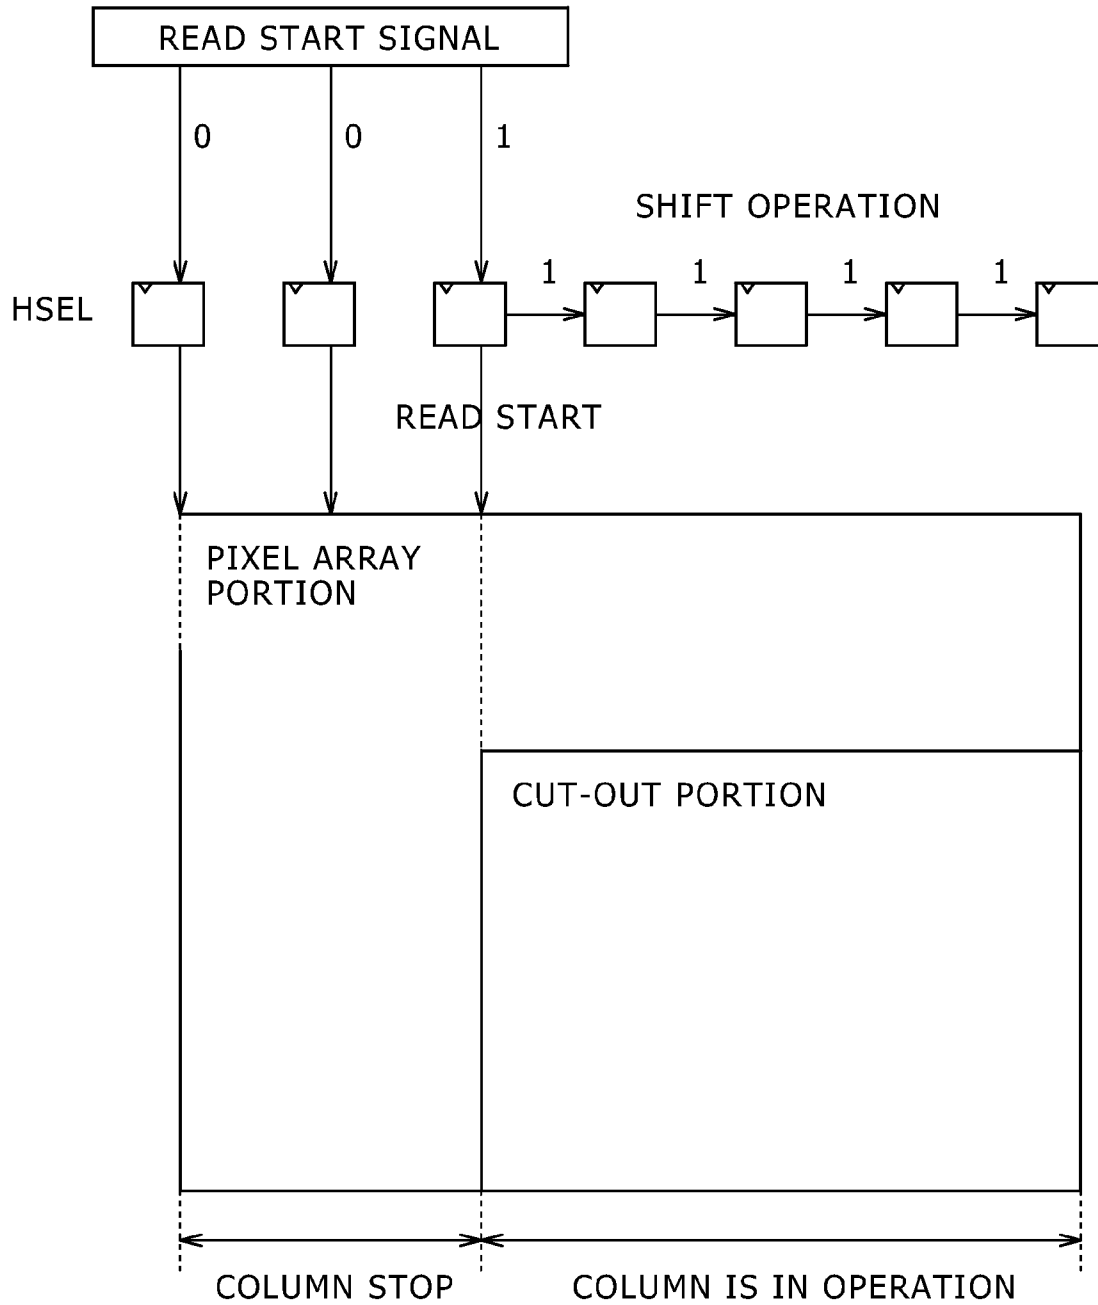 READ START SIGNAL
0 0 1
SHIFT OPERATION
1 1 1 1
HSEL
READ START
PIXEL ARRAY
PORTION
CUT-OUT PORTION
COLUMN STOP COLUMN IS IN OPERATION